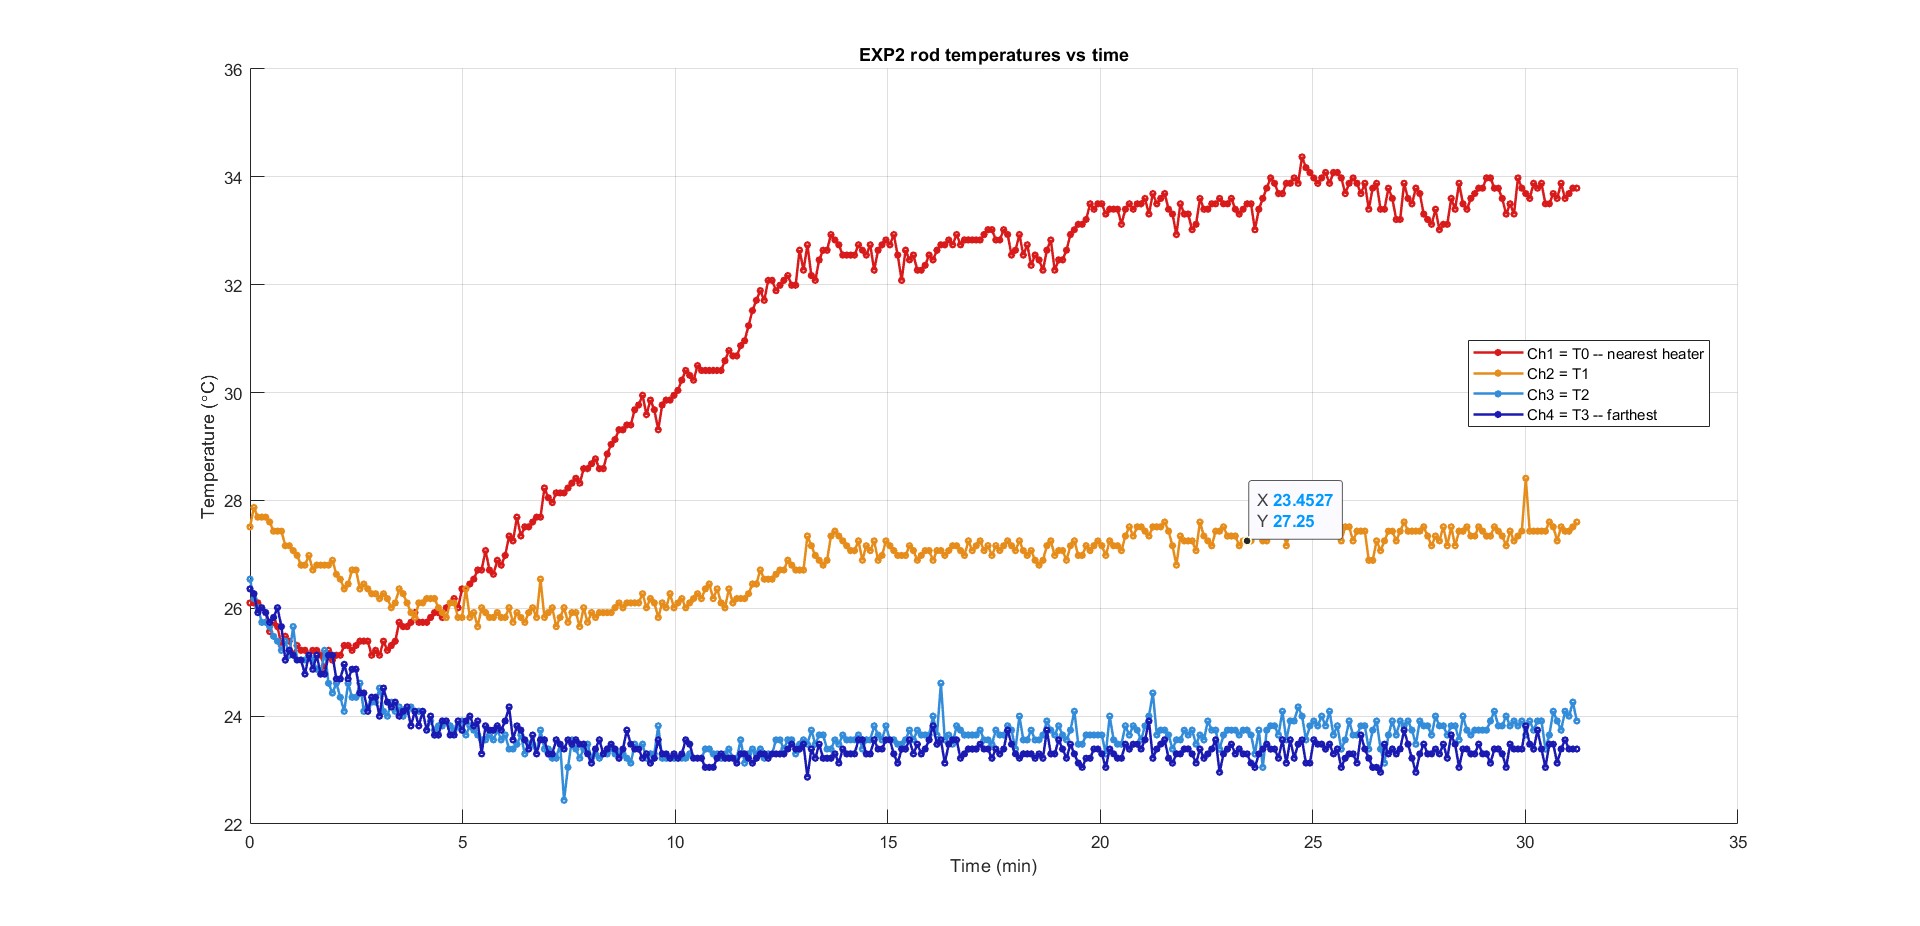 EXP2 rod temperatures vs time
36
34
32
30
28
26
24
22
Temperature (°C)
0 5 10 15 20 25 30 35
Time (min)
X 23.4527
Y 27.25
Ch1 = T0 -- nearest heater
Ch2 = T1
Ch3 = T2
Ch4 = T3 -- farthest